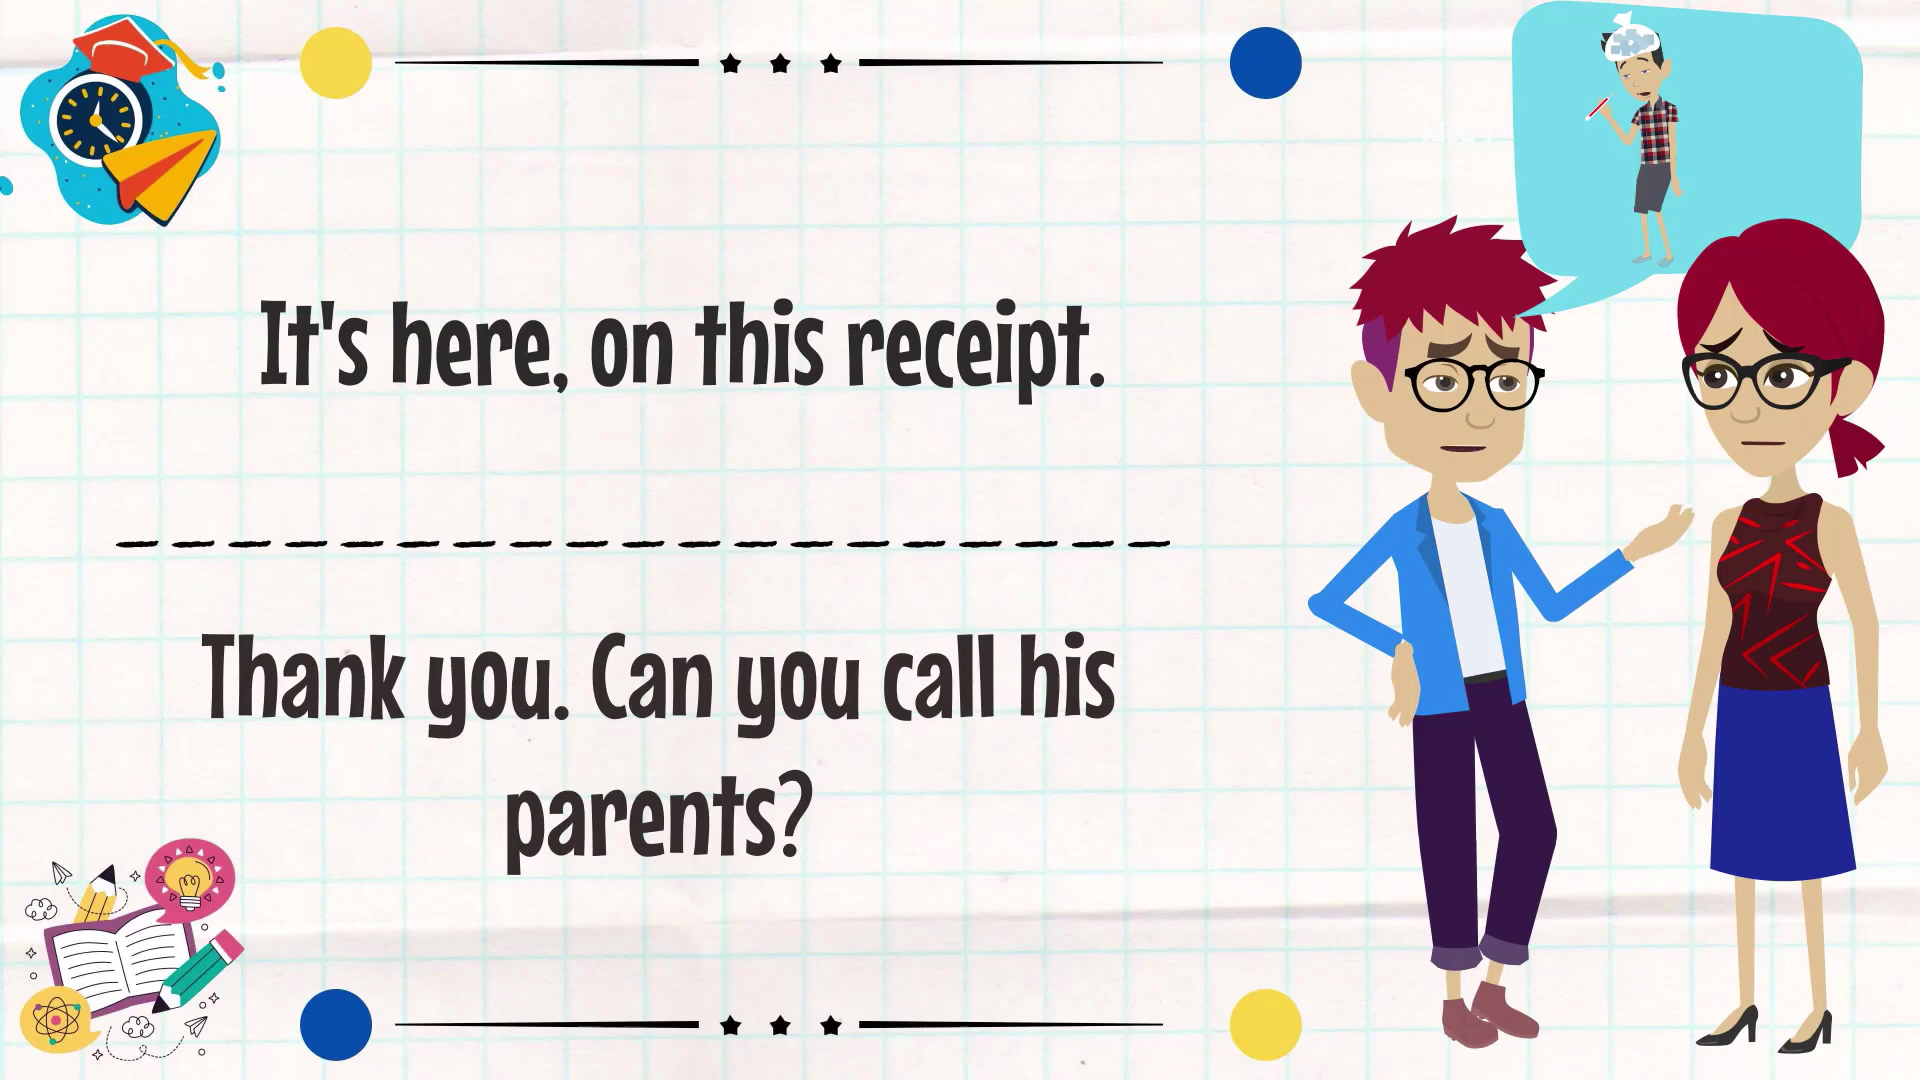 It's here, on this receipt.
Thank you. Can you call his
parents?